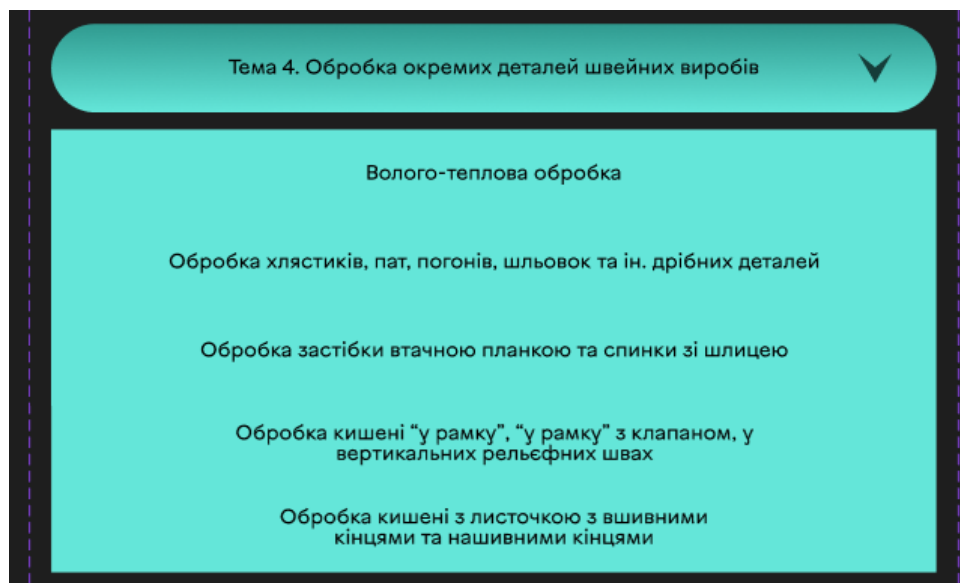 Тема 4. Обробка окремих деталей швейних виробів
Волого-теплова обробка
Обробка хлястиків, пат, погонів, шльовок та ін. дрібних деталей
Обробка застібки втачною планкою та спинки зі шлицею
Обробка кишені “у рамку”, “у рамку” з клапаном, у
вертикальних рельєфних швах
Обробка кишені з листочкою з вшивними
кінцями та нашивними кінцями